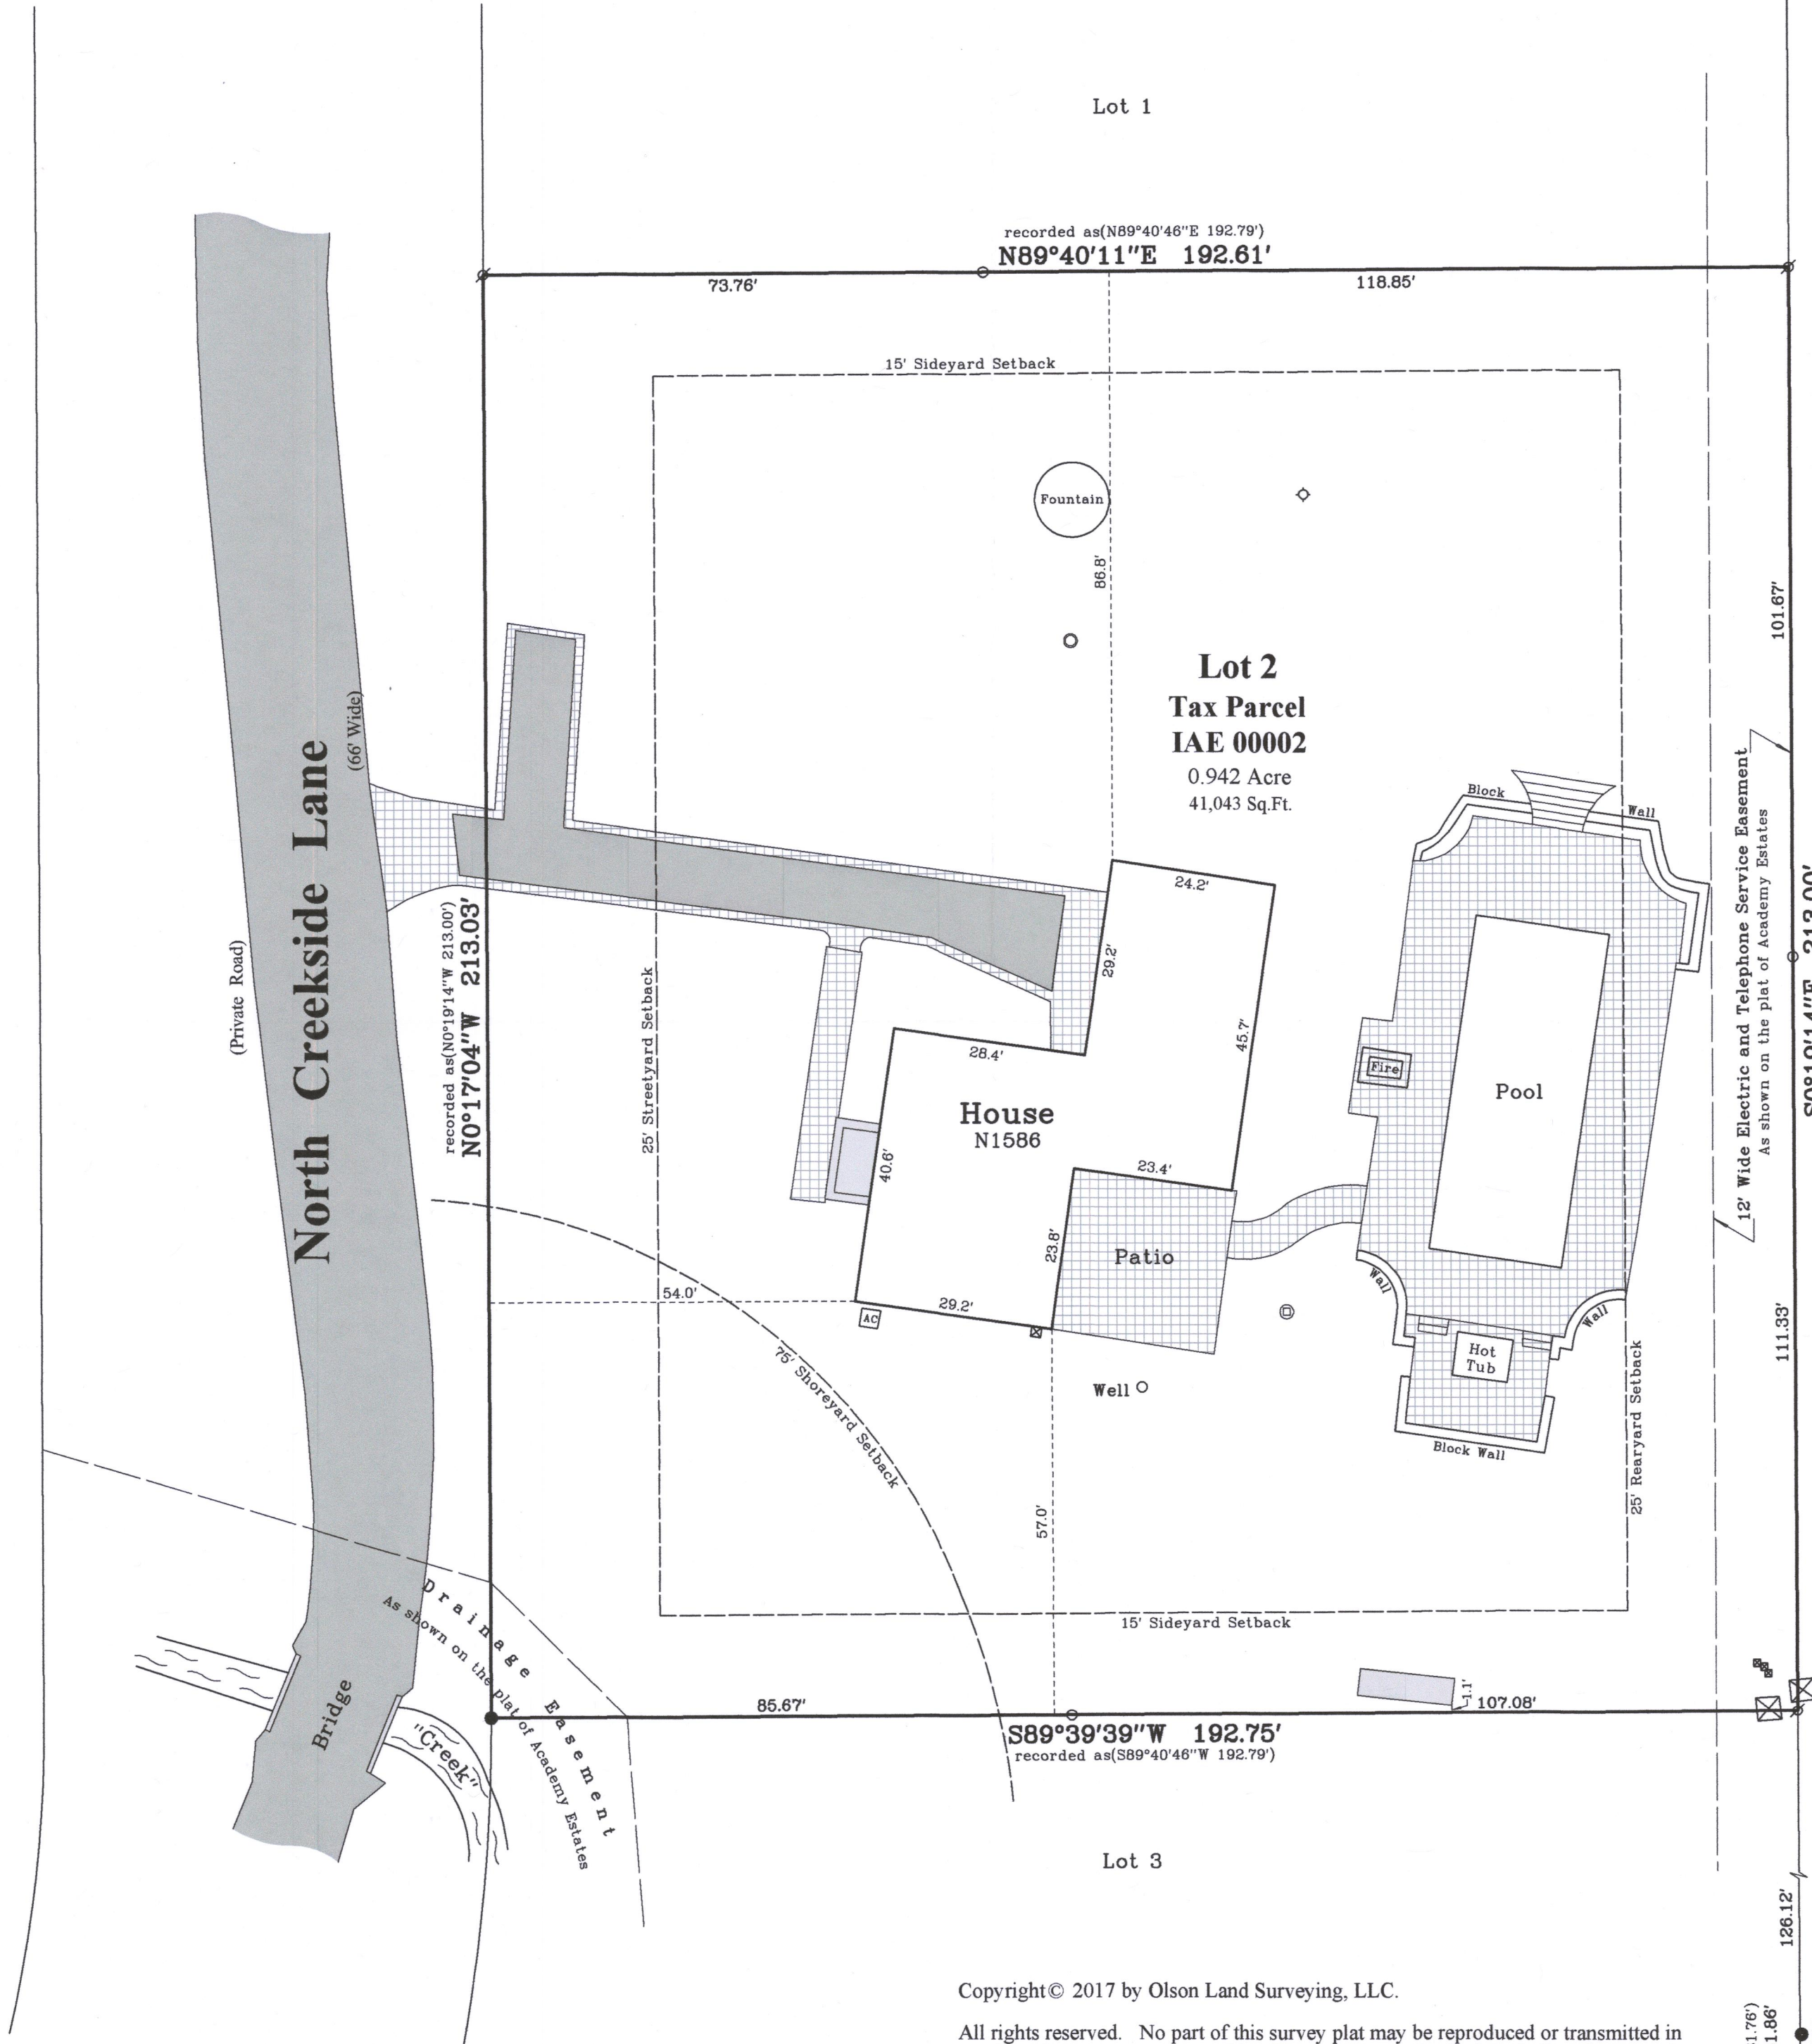 Lot 1
recorded as(N89°40'46"E 192.79')
N89°40'11"E 192.61'
73.76'
118.85'
15' Sideyard Setback
Fountain
86.8'
101.67'
Lot 2
Tax Parcel
IAE 00002
0.942 Acre
41,043 Sq.Ft.
North Creekside Lane
(66' Wide)
(Private Road)
recorded as(N0°19'14"W 213.00')
N0°17'04"W 213.03'
25' Streetyard Setback
24.2'
29.2'
28.4'
45.7'
House
N1586
40.6'
23.4'
23.8'
Patio
29.2'
54.0'
AC
Block
Wall
Fire
Pool
Wall
Wall
Hot
Tub
Block Wall
12' Wide Electric and Telephone Service Easement
As shown on the plat of Academy Estates
111.33'
25' Rearyard Setback
75' Shoreyard Setback
Well
57.0'
15' Sideyard Setback
Drainage Easement
As shown on the plat of Academy Estates
Bridge
"Creek"
85.67'
1.1'
107.08'
S89°39'39"W 192.75'
recorded as(S89°40'46"W 192.79')
Lot 3
126.12'
1.76')
1.86'
Copyright© 2017 by Olson Land Surveying, LLC.
All rights reserved. No part of this survey plat may be reproduced or transmitted in